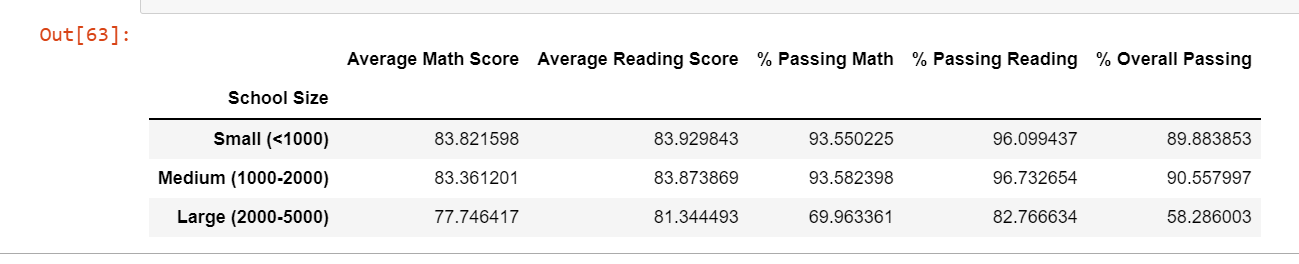 Out[63]:
Average Math Score Average Reading Score % Passing Math % Passing Reading % Overall Passing
School Size
Small (<1000) 83.821598 83.929843 93.550225 96.099437 89.883853
Medium (1000-2000) 83.361201 83.873869 93.582398 96.732654 90.557997
Large (2000-5000) 77.746417 81.344493 69.963361 82.766634 58.286003